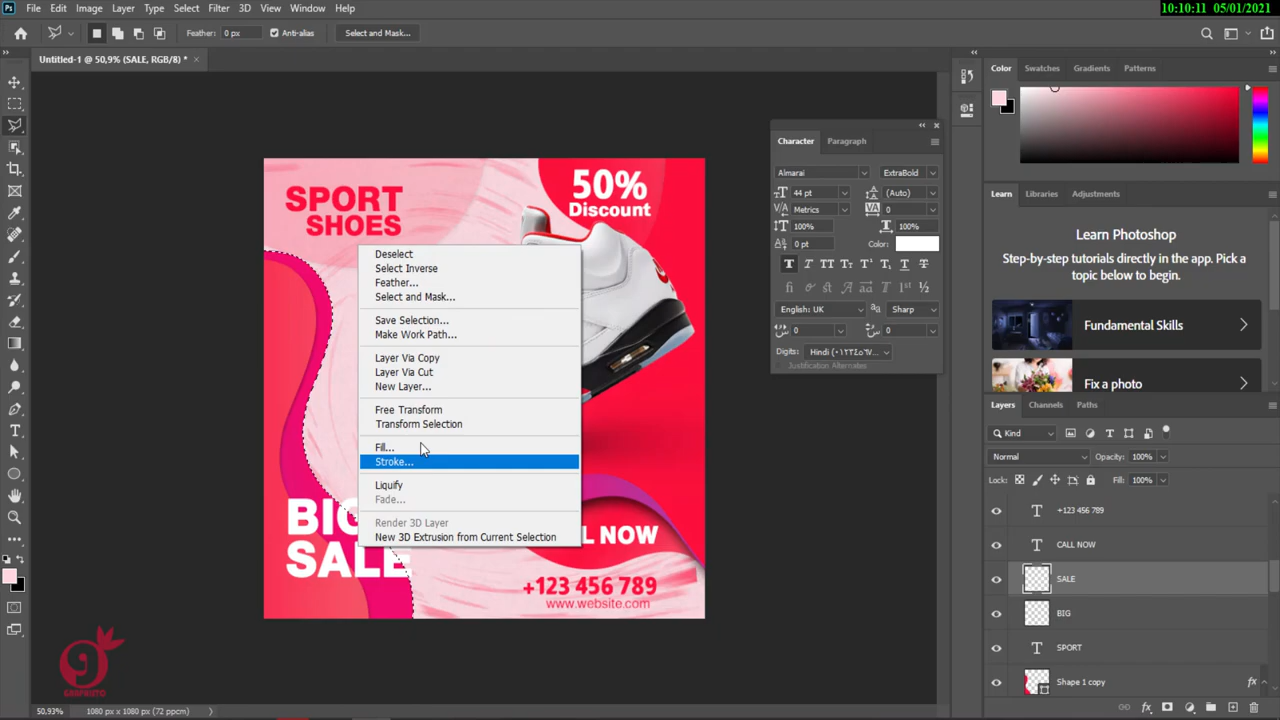 File Edit Image Layer Type Select Filter 3D View Window Help
10:10:11 05/01/2021
Feather: 0 px Anti-alias Select and Mask...
Untitled-1 @ 50,9% (SALE, RGB/8) *
SPORT
SHOES
50%
Discount
BIG
SALE
CALL NOW
+123 456 789
www.website.com
Deselect
Select Inverse
Feather...
Select and Mask...
Save Selection...
Make Work Path...
Layer Via Copy
Layer Via Cut
New Layer...
Free Transform
Transform Selection
Fill...
Stroke...
Liquify
Fade...
Render 3D Layer
New 3D Extrusion from Current Selection
Character Paragraph
Almarai ExtraBold
44 pt (Auto)
Metrics 0
100% 100%
0 pt Color:
English: UK Sharp
0 0
Digits: Hindi (٠١٢٣٤٥٦٧...
Justification Alternates
Color Swatches Gradients Patterns
Learn Libraries Adjustments
Learn Photoshop
Step-by-step tutorials directly in the app. Pick a
topic below to begin.
Fundamental Skills
Fix a photo
Layers Channels Paths
Kind
Normal Opacity: 100%
Lock: Fill: 100%
+123 456 789
CALL NOW
SALE
BIG
SPORT
Shape 1 copy
fx
GRAPHISTO
50.93% 1080 px x 1080 px (72 ppcm)